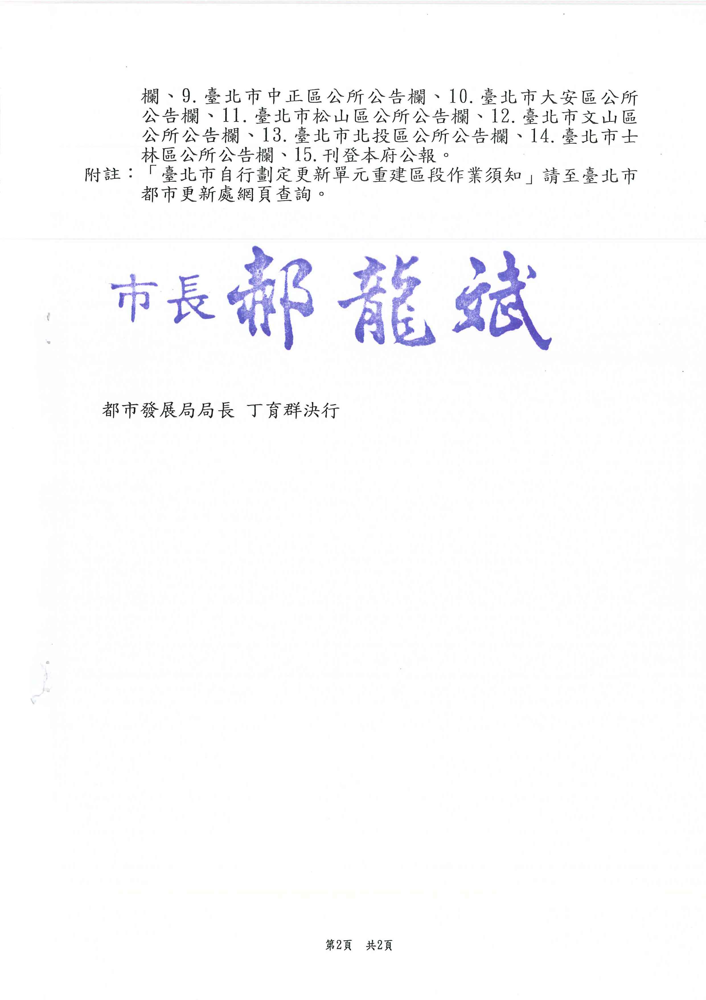 欄、9.臺北市中正區公所公告欄、10.臺北市大安區公所
公告欄、11.臺北市松山區公所公告欄、12.臺北市文山區
公所公告欄、13.臺北市北投區公所公告欄、14.臺北市士
林區公所公告欄、15.刊登本府公報。
附註：「臺北市自行劃定更新單元重建區段作業須知」請至臺北市
都市更新處網頁查詢。
市長郝龍斌
都市發展局局長 丁育群決行
第2頁 共2頁